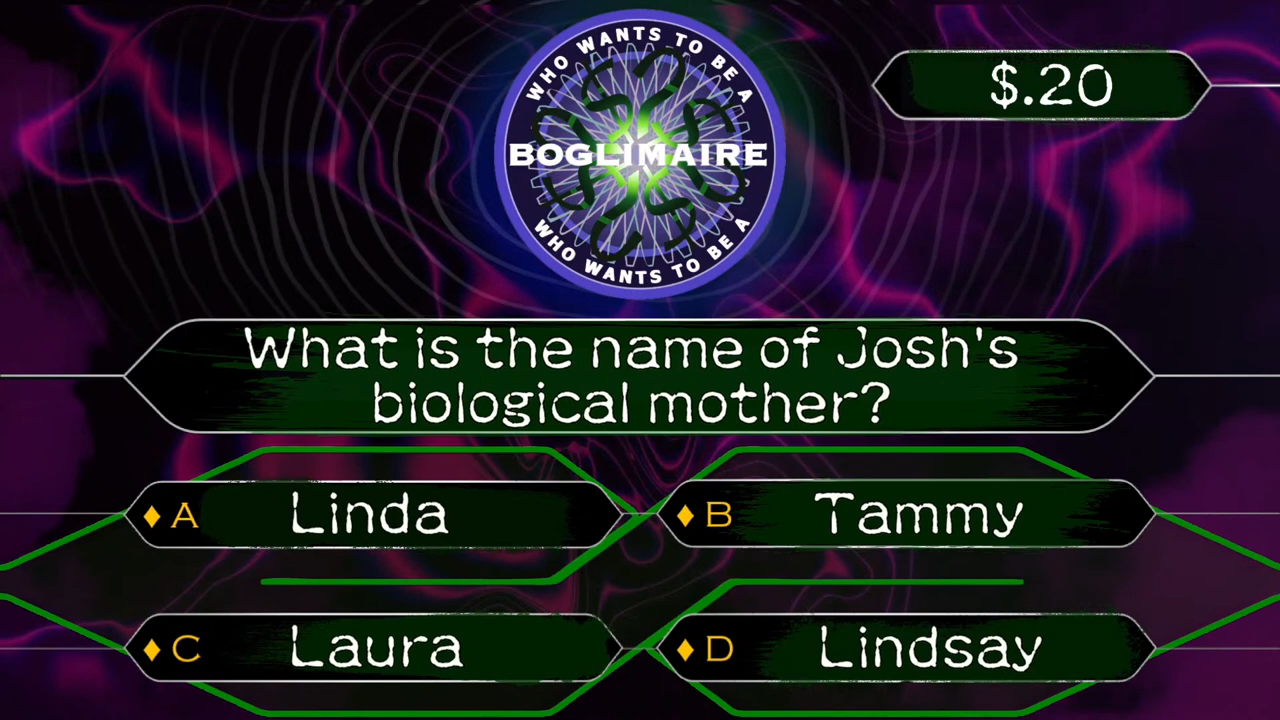 WHO WANTS TO BE A
BOGLIMAIRE
WHO WANTS TO BE A
$.20
What is the name of Josh's
biological mother?
A Linda
B Tammy
C Laura
D Lindsay